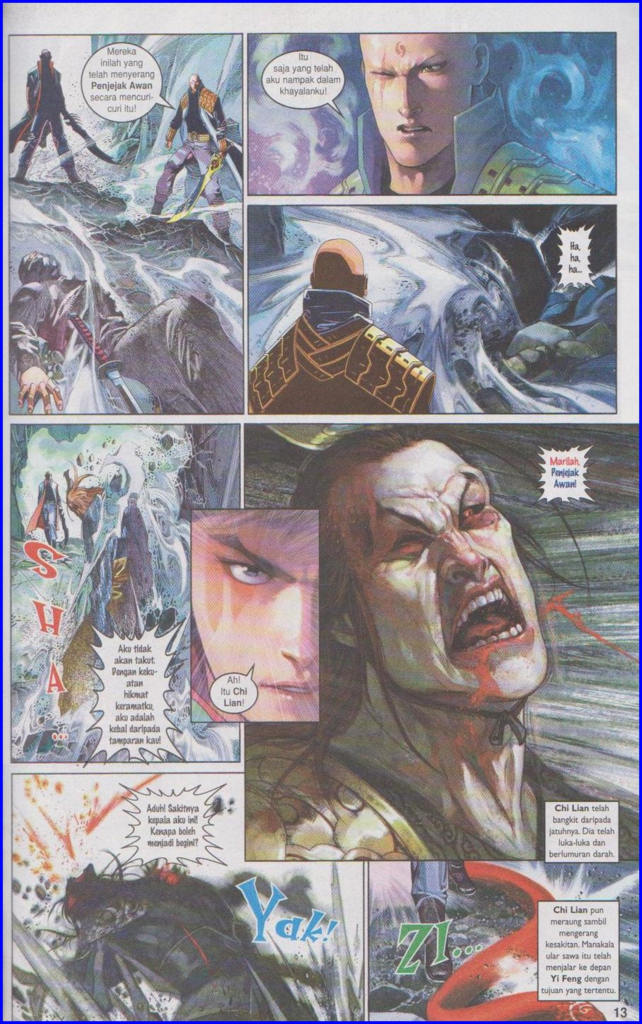 Mereka
inilah yang
telah menyerang
Penjejak Awan
secara mencuri-
curi itu!
Itu
saja yang telah
aku nampak dalam
khayalanku!
Ha,
ha,
ha...
SHA...
Aku tidak
akan takut.
Dengan keku-
atan
hikmat
keramatku,
aku adalah
kebal daripada
tamparan kau!
Ah!
Itu Chi
Lian!
Marilah,
Penjejak
Awan!
Chi Lian telah
bangkit daripada
jatuhnya. Dia telah
luka-luka dan
berlumuran darah.
Aduh! Sakitnya
kepala aku ini!
Kenapa boleh
menjadi begini?
Yak!
ZI...
Chi Lian pun
meraung sambil
mengerang
kesakitan. Manakala
ular sawa itu telah
menjalar ke depan
Yi Feng dengan
tujuan yang tertentu.
13